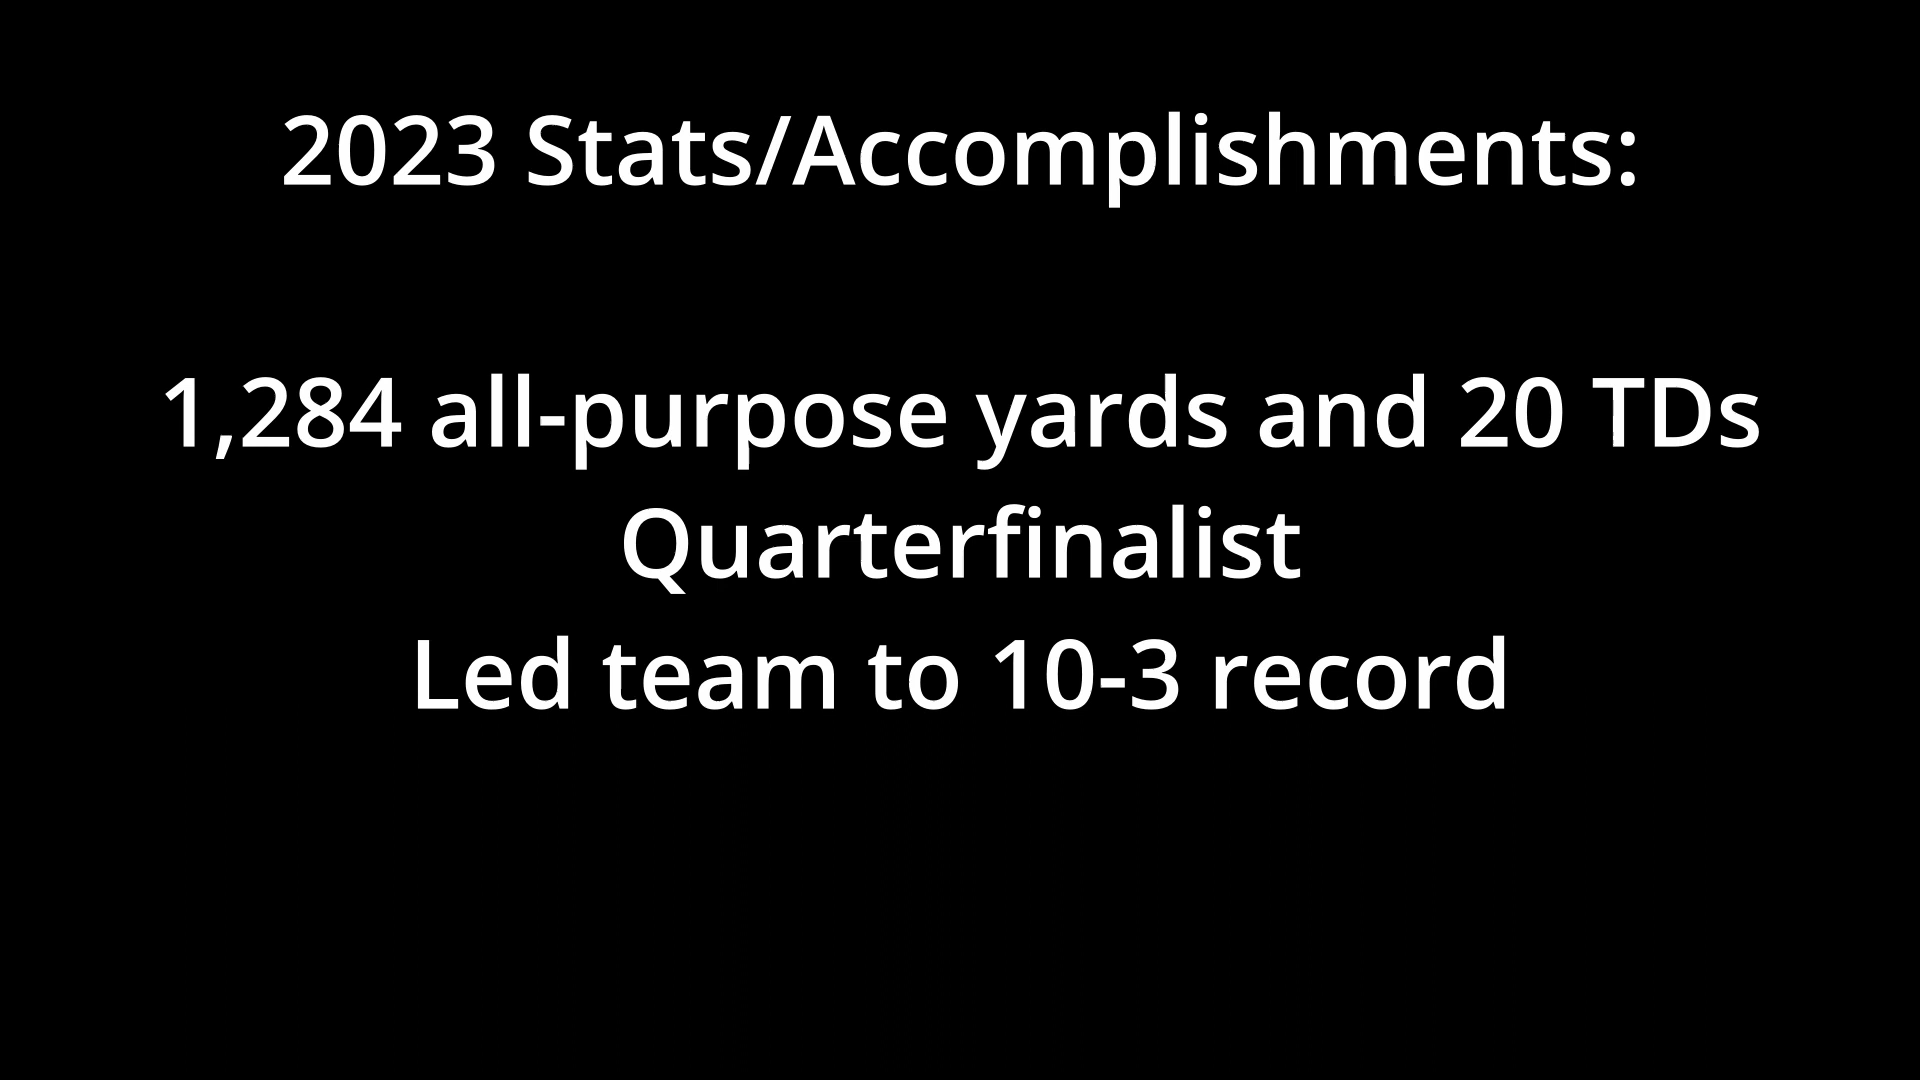 2023 Stats/Accomplishments:
1,284 all-purpose yards and 20 TDs
Quarterfinalist
Led team to 10-3 record